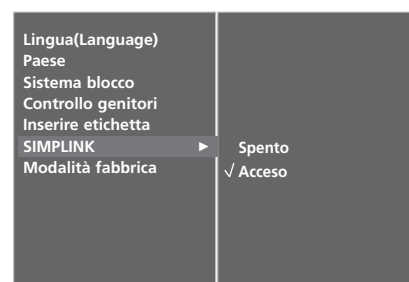 Lingua(Language)
Paese
Sistema blocco
Controllo genitori
Inserire etichetta
SIMPLINK ►
Modalità fabbrica
Spento
√ Acceso